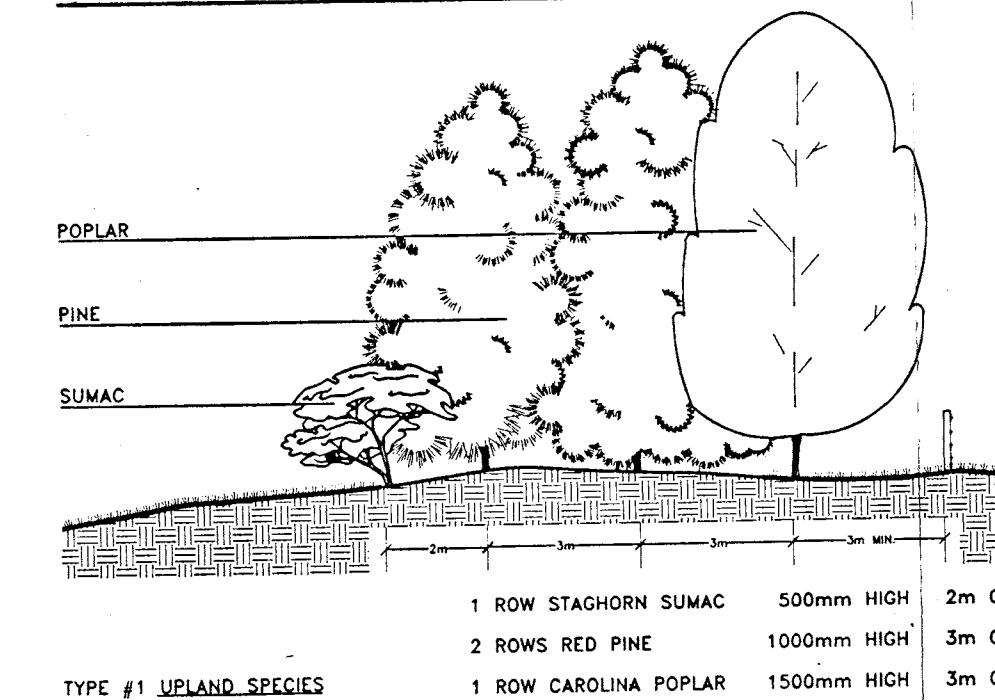 POPLAR
PINE
SUMAC
2m 3m 3m 3m MIN.
1 ROW STAGHORN SUMAC 500mm HIGH 2m
2 ROWS RED PINE 1000mm HIGH 3m
TYPE #1 UPLAND SPECIES 1 ROW CAROLINA POPLAR 1500mm HIGH 3m